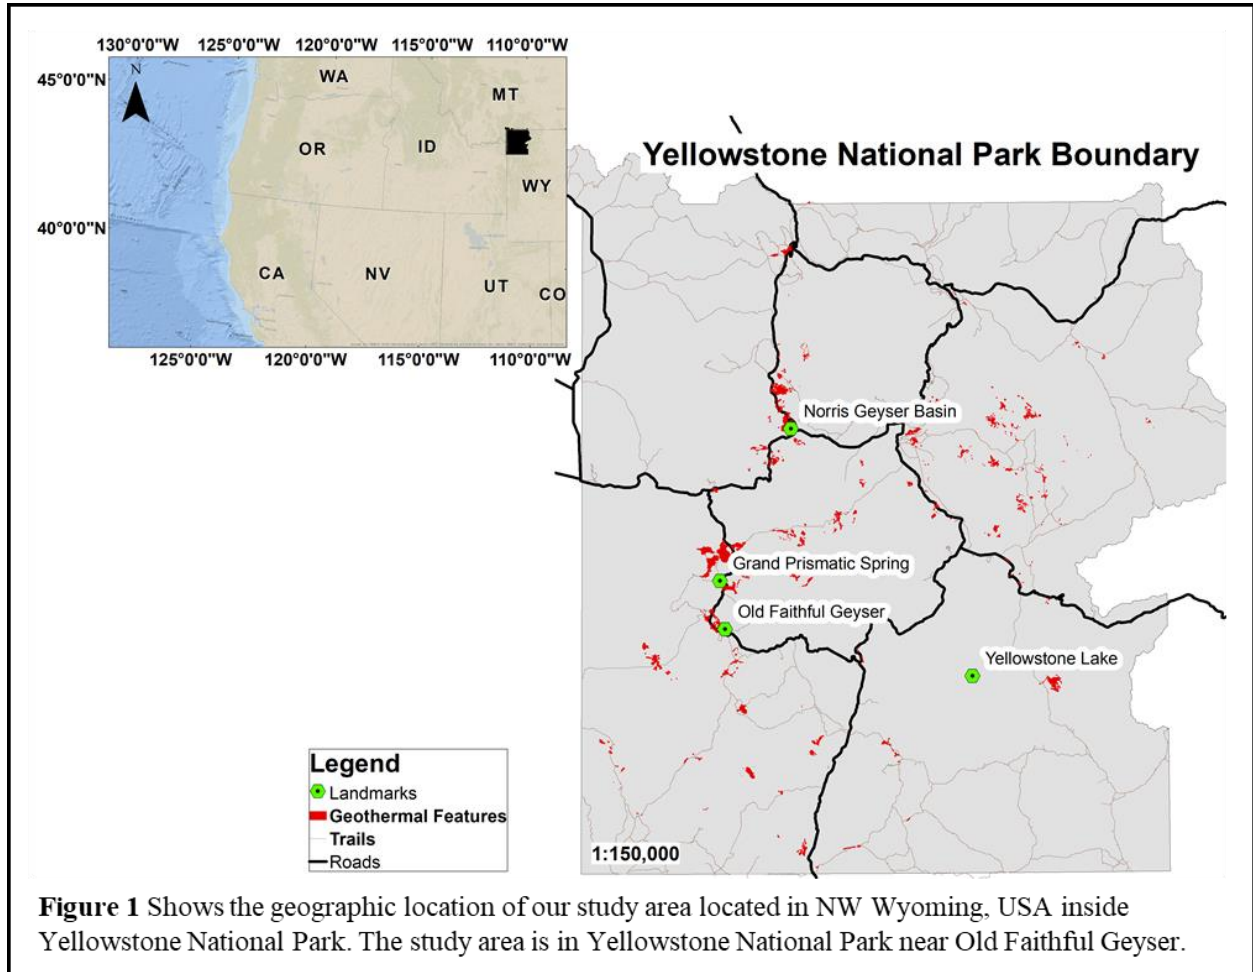 130°0'0"W 125°0'0"W 120°0'0"W 115°0'0"W 110°0'0"W
45°0'0"N
40°0'0"N
N
WA
MT
OR
ID
WY
CA
NV
UT
CO
125°0'0"W 120°0'0"W 115°0'0"W 110°0'0"W
Yellowstone National Park Boundary
Norris Geyser Basin
Grand Prismatic Spring
Old Faithful Geyser
Yellowstone Lake
Legend
Landmarks
Geothermal Features
Trails
Roads
1:150,000
Figure 1 Shows the geographic location of our study area located in NW Wyoming, USA inside
Yellowstone National Park. The study area is in Yellowstone National Park near Old Faithful Geyser.